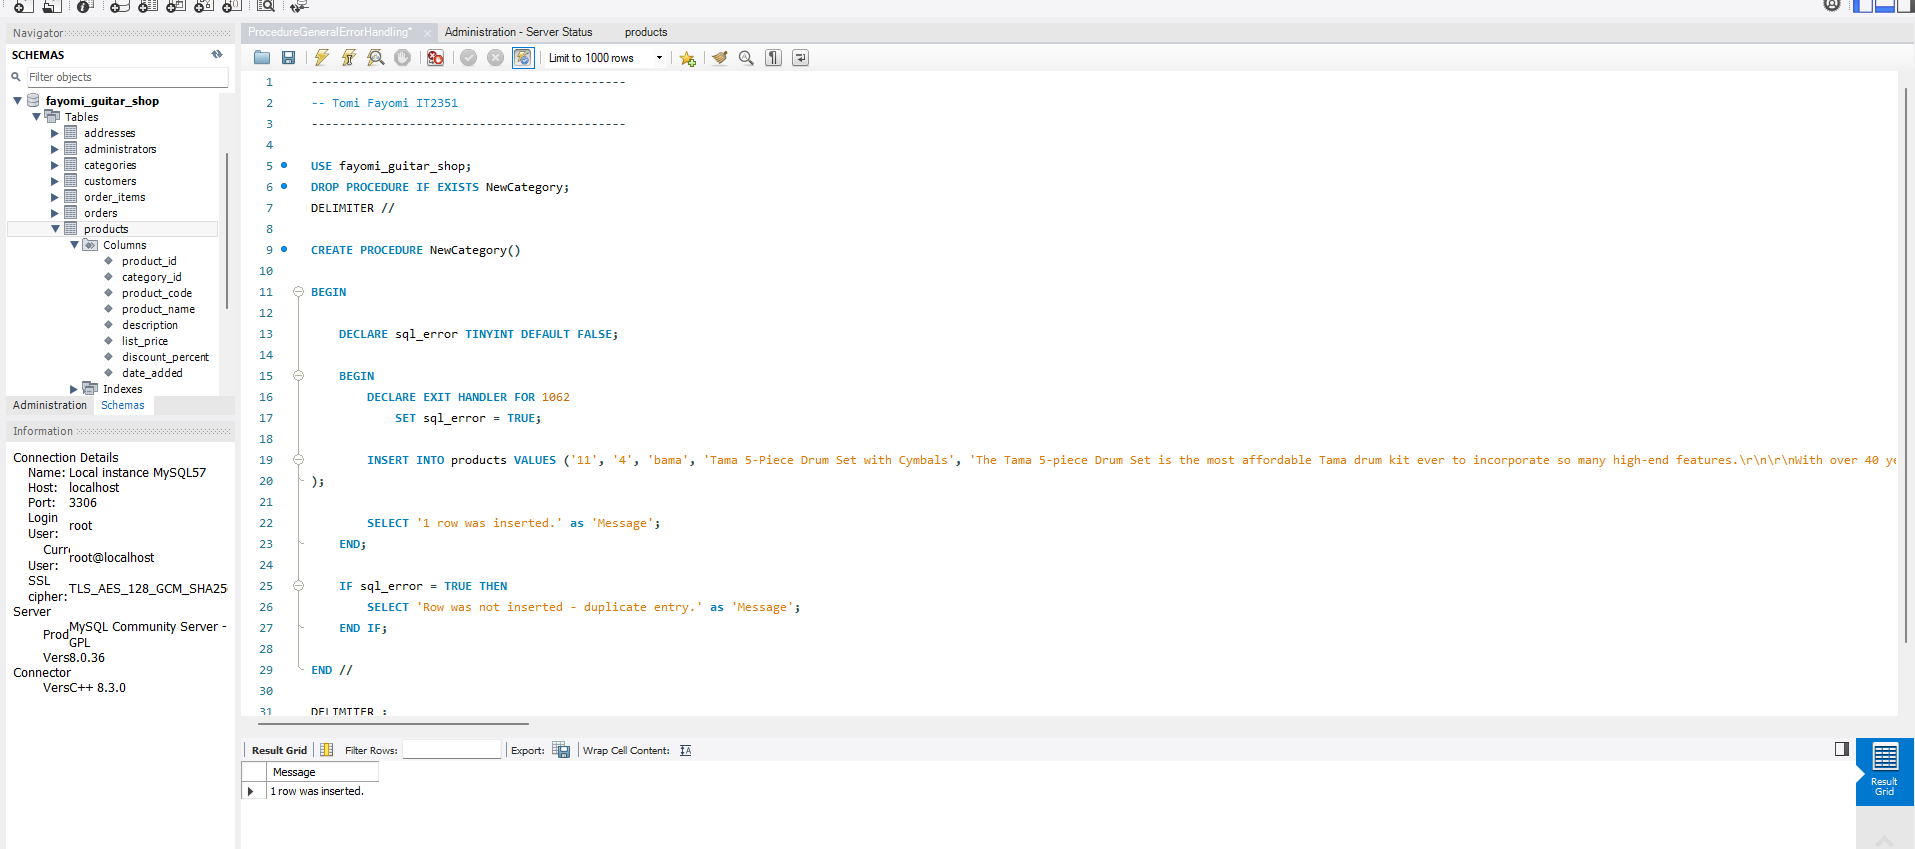 Navigator
SCHEMAS
Filter objects
fayomi_guitar_shop
Tables
addresses
administrators
categories
customers
order_items
orders
products
Columns
product_id
category_id
product_code
product_name
description
list_price
discount_percent
date_added
Indexes
Administration Schemas
Information
Connection Details
Name: Local instance MySQL57
Host: localhost
Port: 3306
Login User: root
Curr User: root@localhost
SSL cipher: TLS_AES_128_GCM_SHA25
Server
Prod MySQL Community Server - GPL
Vers 8.0.36
Connector
Vers C++ 8.3.0
ProcedureGeneralErrorHandling* Administration - Server Status products
Limit to 1000 rows
1 ---------------------------------------------
2 -- Tomi Fayomi IT2351
3 ---------------------------------------------
4
5 USE fayomi_guitar_shop;
6 DROP PROCEDURE IF EXISTS NewCategory;
7 DELIMITER //
8
9 CREATE PROCEDURE NewCategory()
10
11 BEGIN
12
13 DECLARE sql_error TINYINT DEFAULT FALSE;
14
15 BEGIN
16 DECLARE EXIT HANDLER FOR 1062
17 SET sql_error = TRUE;
18
19 INSERT INTO products VALUES ('11', '4', 'bama', 'Tama 5-Piece Drum Set with Cymbals', 'The Tama 5-piece Drum Set is the most affordable Tama drum kit ever to incorporate so many high-end features.\r\n\r\nWith over 40 ye
20 );
21
22 SELECT '1 row was inserted.' as 'Message';
23 END;
24
25 IF sql_error = TRUE THEN
26 SELECT 'Row was not inserted - duplicate entry.' as 'Message';
27 END IF;
28
29 END //
30
31 DELIMITER ;
Result Grid Filter Rows: Export: Wrap Cell Content:
Message
1 row was inserted.
Result Grid